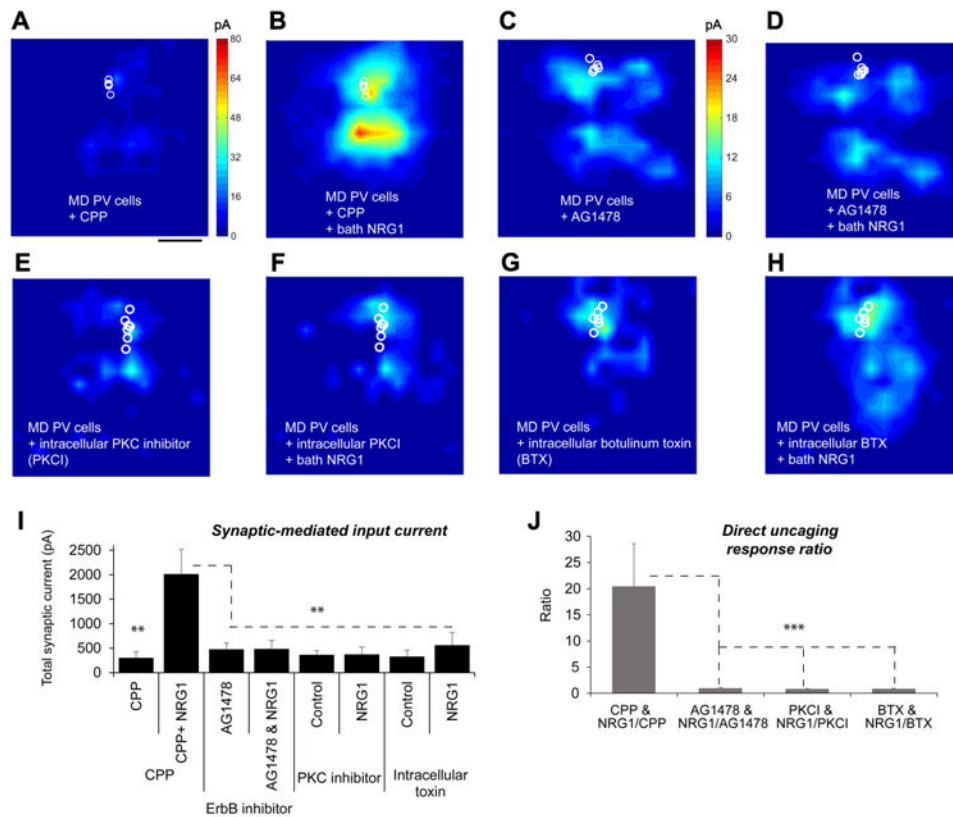 A
B
C
D
pA
80
64
48
32
16
0
pA
30
24
18
12
6
0
MD PV cells
+ CPP
MD PV cells
+ CPP
+ bath NRG1
MD PV cells
+ AG1478
MD PV cells
+ AG1478
+ bath NRG1
E
F
G
H
MD PV cells
+ intracellular PKC inhibitor
(PKCI)
MD PV cells
+ intracellular PKCI
+ bath NRG1
MD PV cells
+ intracellular botulinum toxin
(BTX)
MD PV cells
+ intracellular BTX
+ bath NRG1
I
Synaptic-mediated input current
Total synaptic current (pA)
2500
2000
1500
1000
500
0
**
**
CPP
CPP+ NRG1
AG1478
AG1478 & NRG1
Control
NRG1
Control
NRG1
CPP
ErbB inhibitor
PKC inhibitor
Intracellular
toxin
J
Direct uncaging
response ratio
Ratio
30
25
20
15
10
5
0
***
CPP &
NRG1/CPP
AG1478 &
NRG1/AG1478
PKCI &
NRG1/PKCI
BTX &
NRG1/BTX